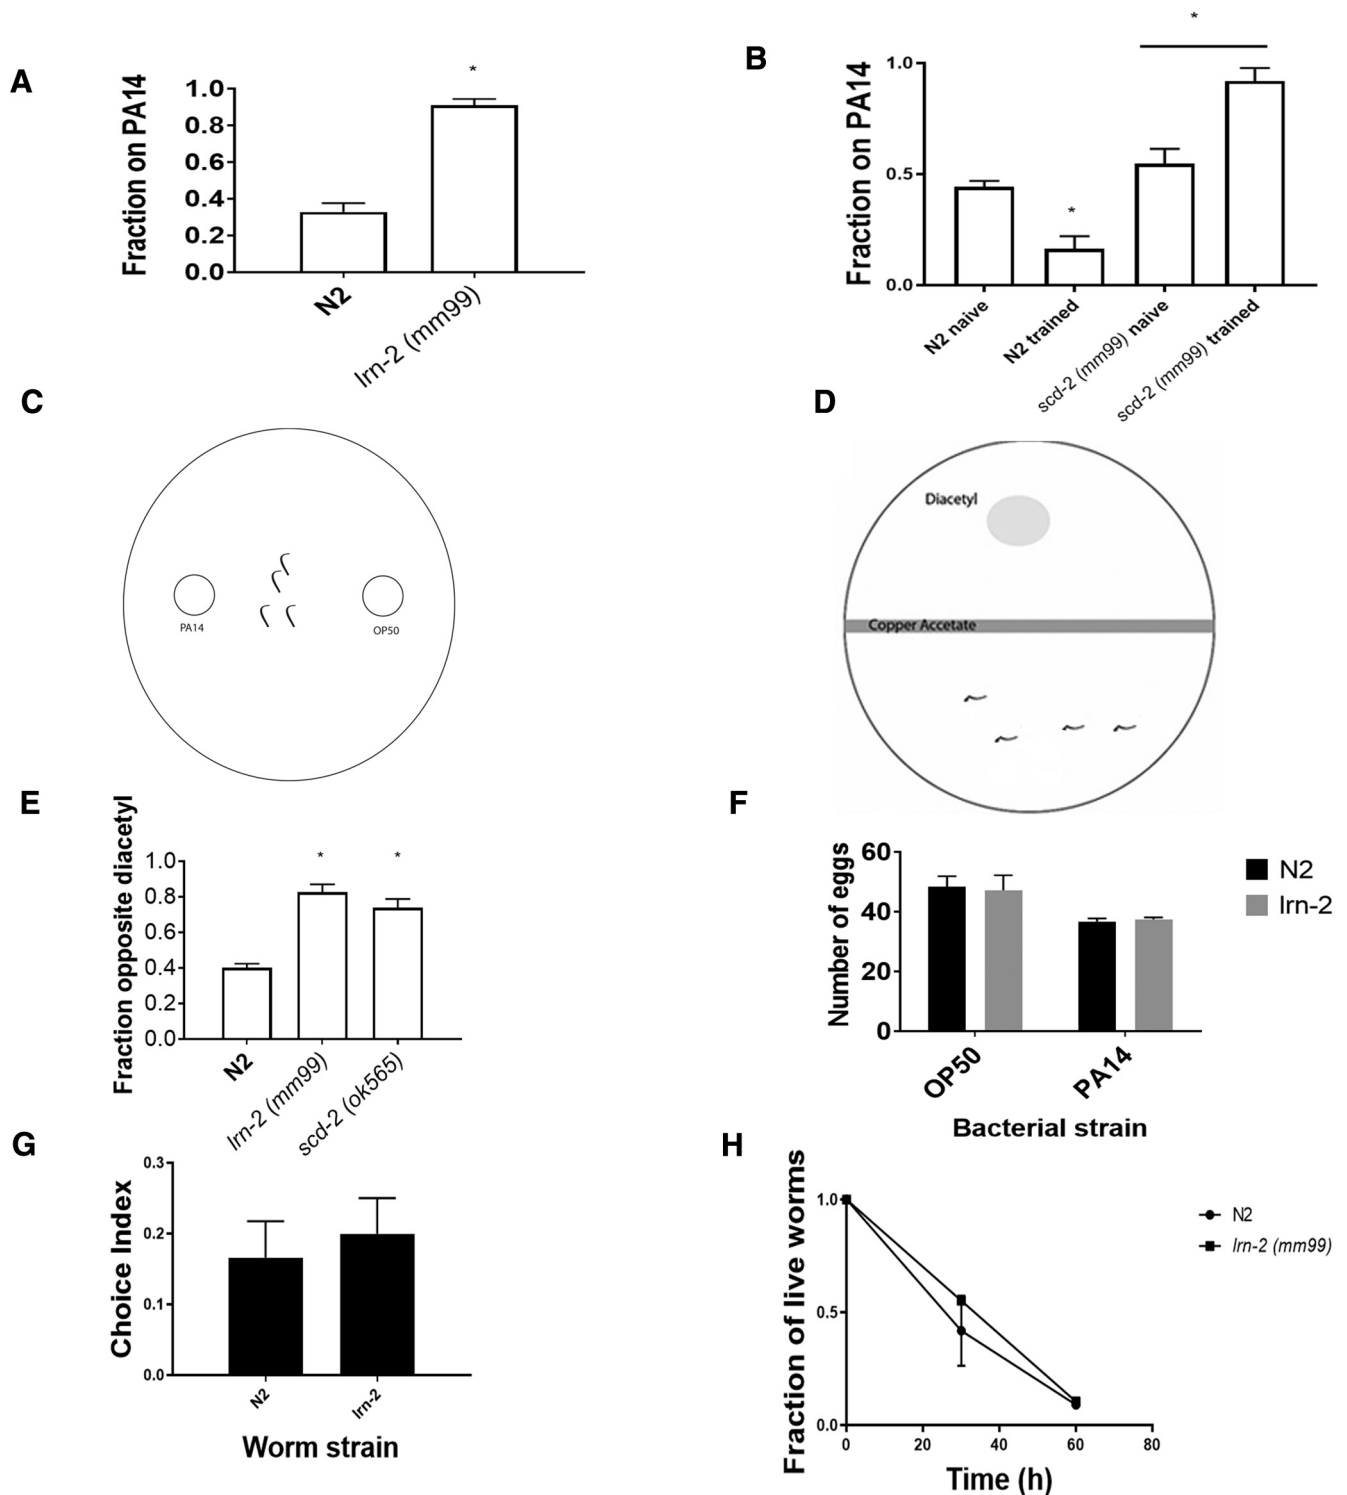 A
Fraction on PA14
1.0
0.8
0.6
0.4
0.2
0.0
*
N2
lrn-2 (mm99)
B
Fraction on PA14
1.0
0.5
0.0
*
*
N2 naive
N2 trained
scd-2 (mm99) naive
scd-2 (mm99) trained
C
PA14
OP50
D
Diacetyl
Copper Accetate
E
Fraction opposite diacetyl
1.0
0.8
0.6
0.4
0.2
0.0
*
*
N2
lrn-2 (mm99)
scd-2 (ok565)
F
Number of eggs
60
40
20
0
OP50
PA14
Bacterial strain
N2
lrn-2
G
Choice Index
0.3
0.2
0.1
0.0
N2
lrn-2
Worm strain
H
Fraction of live worms
1.0
0.5
0.0
0
20
40
60
80
Time (h)
N2
lrn-2 (mm99)